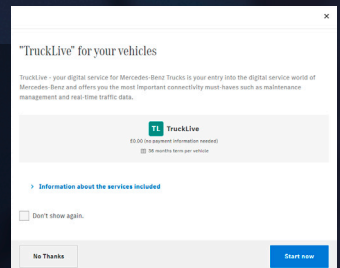 ×
"TruckLive" for your vehicles
TruckLive - your digital service for Mercedes-Benz Trucks is your entry into the digital service world of
Mercedes-Benz and offers you the most important connectivity must-haves such as maintenance
management and real-time traffic data.
TL TruckLive
£0.00 (no payment information needed)
36 months term per vehicle
> Information about the services included
Don't show again.
No Thanks
Start now